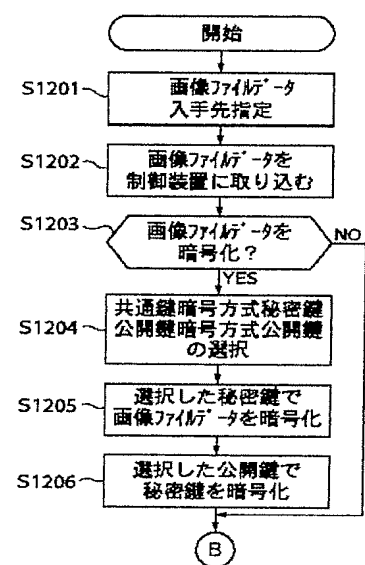 開始
S1201
画像ファイルデータ
入手先指定
S1202
画像ファイルデータを
制御装置に取り込む
S1203
画像ファイルデータを
暗号化？
NO
YES
S1204
共通鍵暗号方式秘密鍵
公開鍵暗号方式公開鍵
の選択
S1205
選択した秘密鍵で
画像ファイルデータを暗号化
S1206
選択した公開鍵で
秘密鍵を暗号化
B